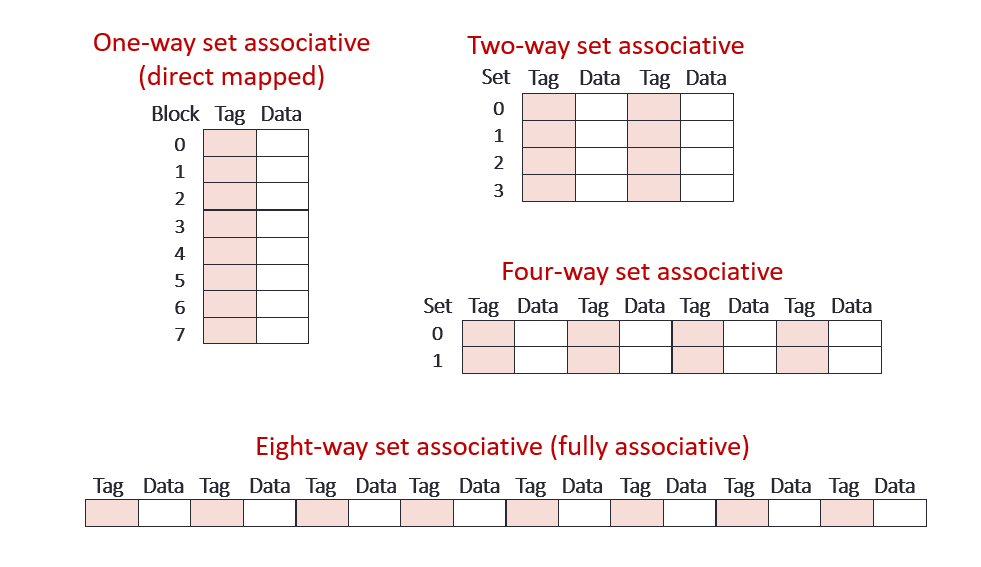 One-way set associative
(direct mapped)
Block Tag Data
0
1
2
3
4
5
6
7
Two-way set associative
Set Tag Data Tag Data
0
1
2
3
Four-way set associative
Set Tag Data Tag Data Tag Data Tag Data
0
1
Eight-way set associative (fully associative)
Tag Data Tag Data Tag Data Tag Data Tag Data Tag Data Tag Data Tag Data